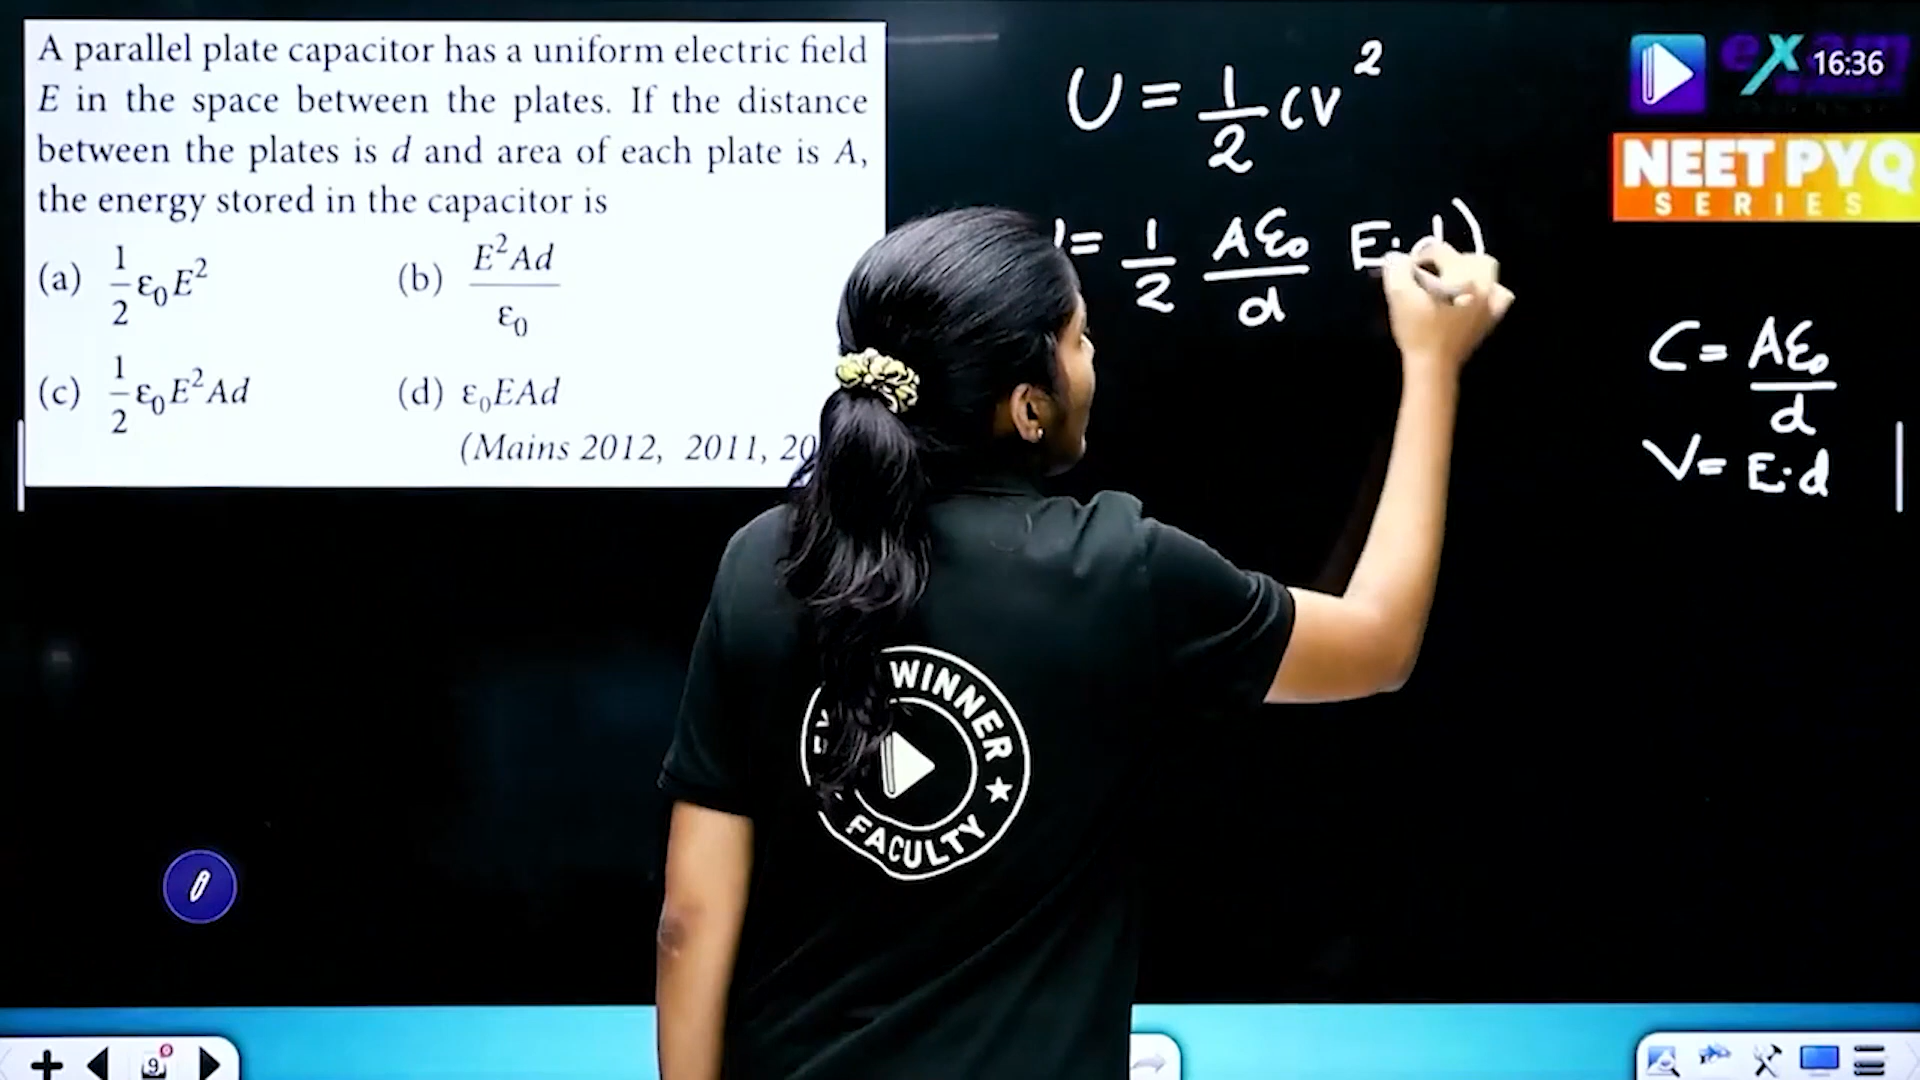 A parallel plate capacitor has a uniform electric field
E in the space between the plates. If the distance
between the plates is d and area of each plate is A,
the energy stored in the capacitor is
(a) 1/2 ε₀E² (b) E²Ad/ε₀
(c) 1/2 ε₀E²Ad (d) ε₀EAd
(Mains 2012, 2011, 20
U = 1/2 CV²
= 1/2 Aε₀/d E·d)
C = Aε₀/d
V = E·d
16:36
NEET PYQ
SERIES
WINNER
FACULTY
9